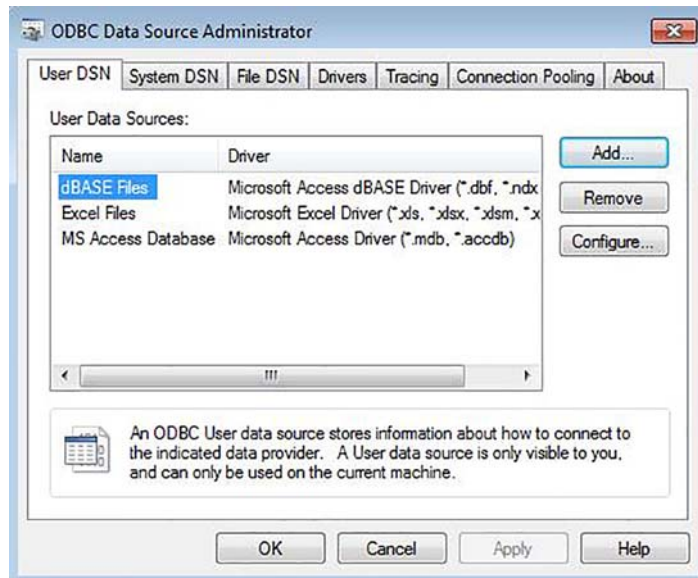 ODBC Data Source Administrator
User DSN System DSN File DSN Drivers Tracing Connection Pooling About
User Data Sources:
Name Driver
dBASE Files Microsoft Access dBASE Driver (*.dbf, *.ndx
Excel Files Microsoft Excel Driver (*.xls, *.xlsx, *.xlsm, *.x
MS Access Database Microsoft Access Driver (*.mdb, *.accdb)
Add...
Remove
Configure...
An ODBC User data source stores information about how to connect to
the indicated data provider. A User data source is only visible to you,
and can only be used on the current machine.
OK Cancel Apply Help